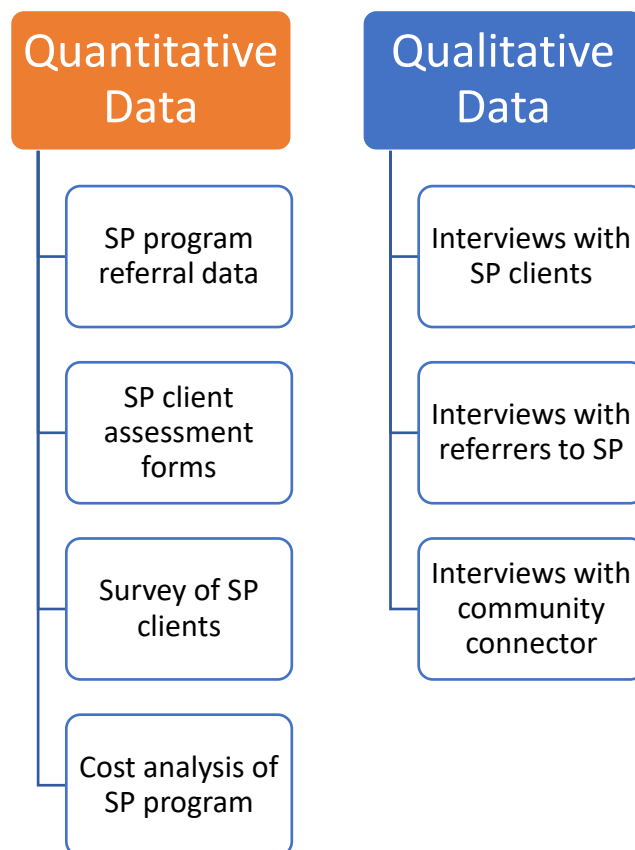 Quantitative
Data
SP program
referral data
SP client
assessment
forms
Survey of SP
clients
Cost analysis of
SP program
Qualitative
Data
Interviews with
SP clients
Interviews with
referrers to SP
Interviews with
community
connector